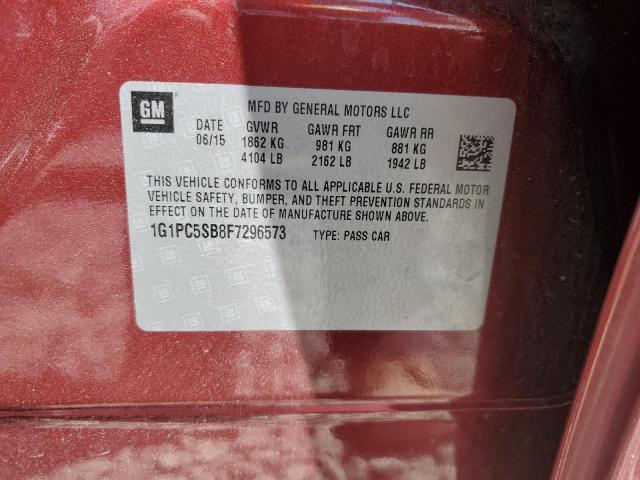 GM
MFD BY GENERAL MOTORS LLC
DATE GVWR GAWR FRT GAWR RR
06/15 1862 KG 981 KG 881 KG
4104 LB 2162 LB 1942 LB
THIS VEHICLE CONFORMS TO ALL APPLICABLE U.S. FEDERAL MOTOR
VEHICLE SAFETY, BUMPER, AND THEFT PREVENTION STANDARDS IN
EFFECT ON THE DATE OF MANUFACTURE SHOWN ABOVE.
1G1PC5SB8F7296573 TYPE: PASS CAR